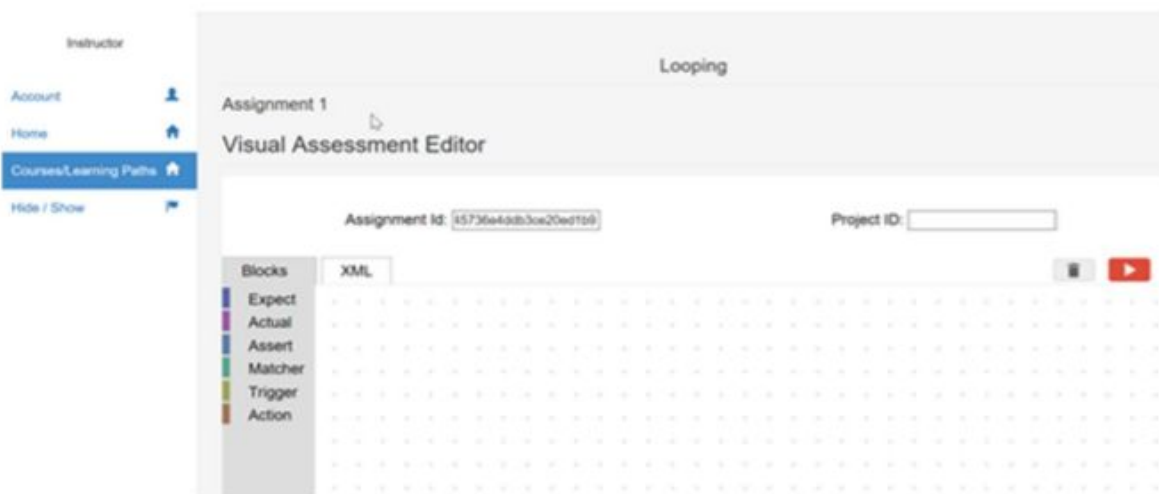 Instructor
Account
Home
Courses/Learning Paths
Hide / Show
Looping
Assignment 1
Visual Assessment Editor
Assignment Id:
Project ID:
Blocks
XML
Expect
Actual
Assert
Matcher
Trigger
Action